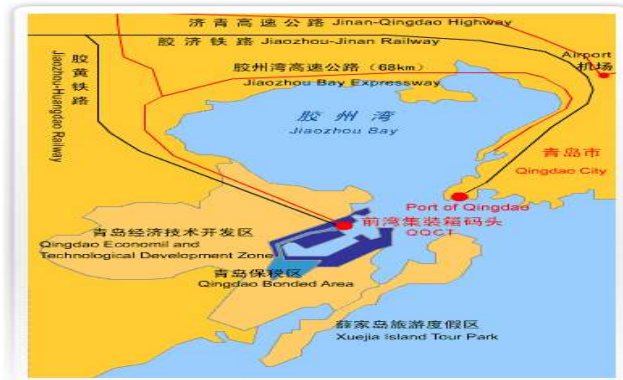 济青高速公路 Jinan-Qingdao Highway
胶济铁路 Jiaozhou-Jinan Railway
胶州湾高速公路（68km）
Jiaozhou Bay Expressway
Airport
机场
胶黄铁路
Jiaozhou-Huangdao Railway
胶州湾
Jiaozhou Bay
青岛市
Qingdao City
Port of Qingdao
前湾集装箱码头
QQCT
青岛经济技术开发区
Qingdao Economil and
Technological Development Zone
青岛保税区
Qingdao Bonded Area
薛家岛旅游度假区
Xuejia Island Tour Park